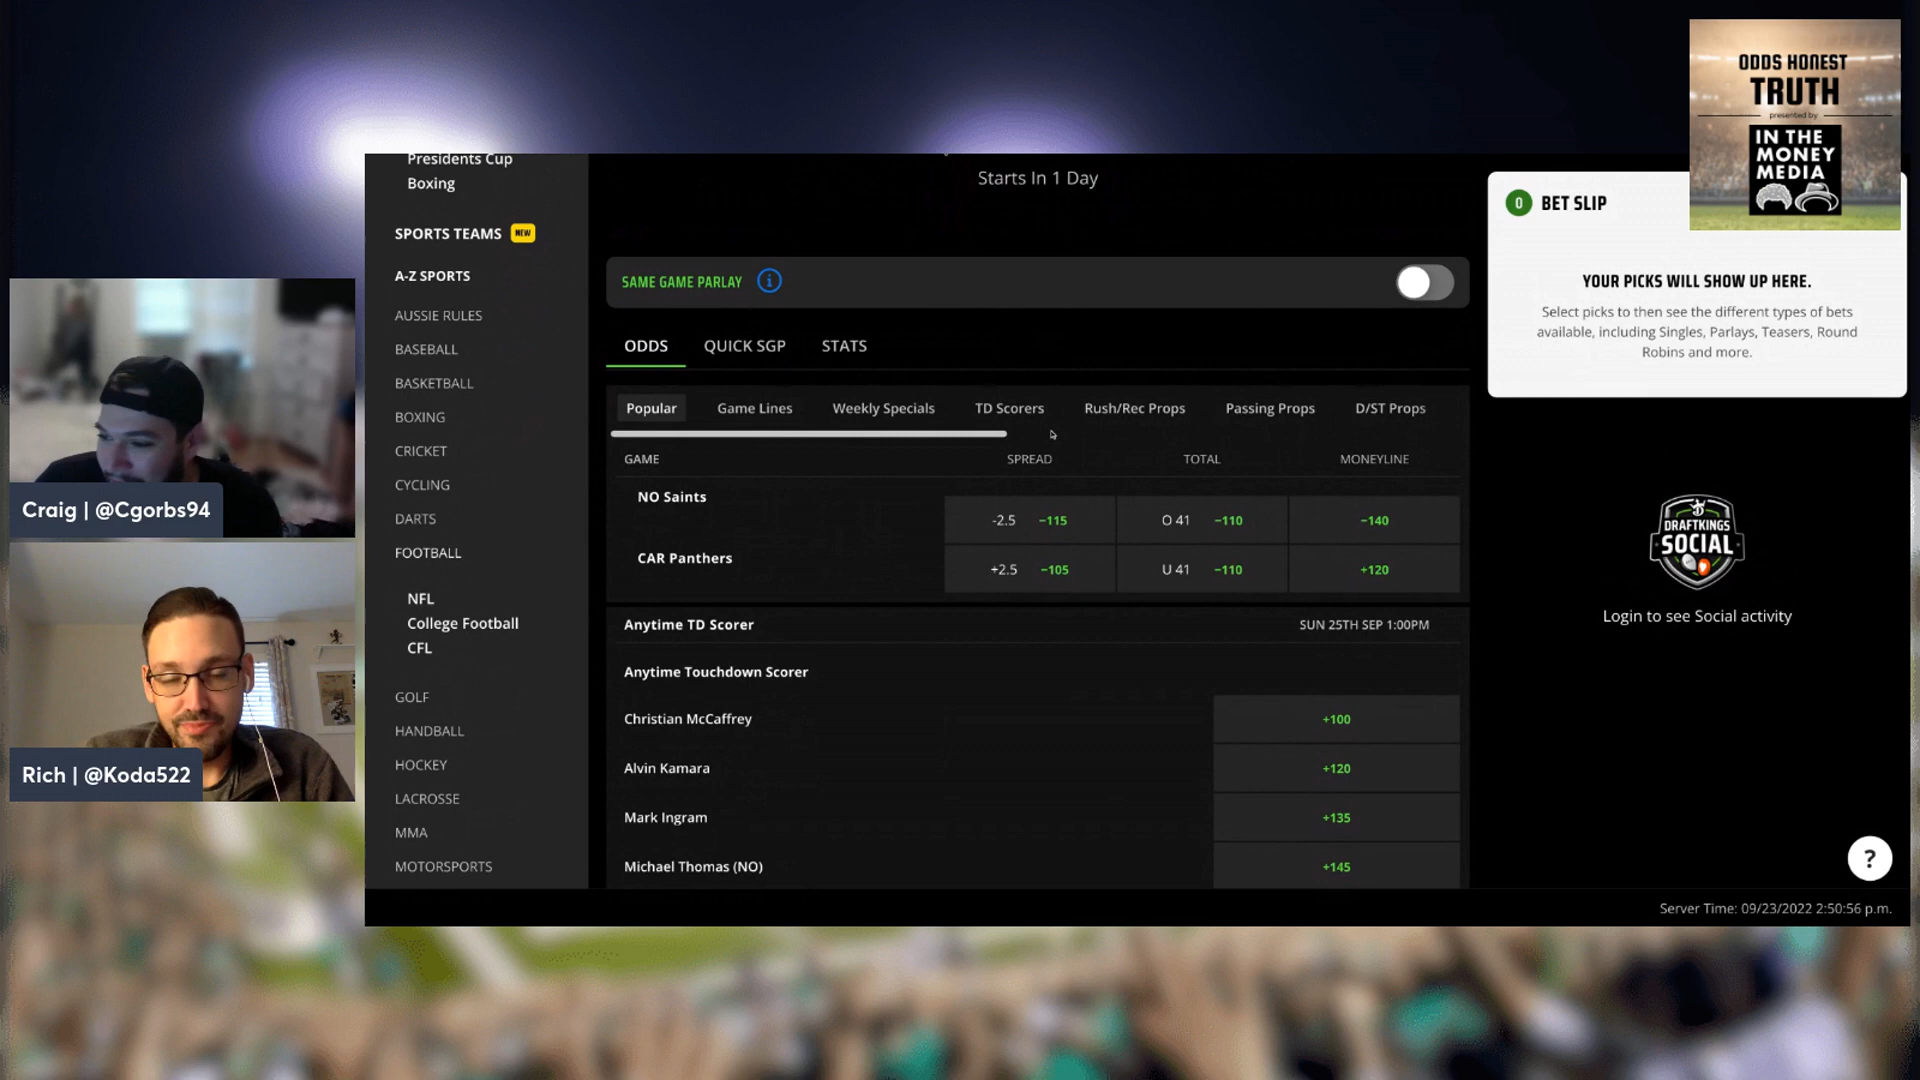 ODDS HONEST
TRUTH
presented by
IN THE
MONEY
MEDIA
Presidents Cup
Boxing
SPORTS TEAMS NEW
A-Z SPORTS
AUSSIE RULES
BASEBALL
BASKETBALL
BOXING
CRICKET
CYCLING
DARTS
FOOTBALL
NFL
College Football
CFL
GOLF
HANDBALL
HOCKEY
LACROSSE
MMA
MOTORSPORTS
Starts In 1 Day
SAME GAME PARLAY i
ODDS QUICK SGP STATS
Popular Game Lines Weekly Specials TD Scorers Rush/Rec Props Passing Props D/ST Props
GAME SPREAD TOTAL MONEYLINE
NO Saints
-2.5 −115 O 41 −110 −140
CAR Panthers
+2.5 −105 U 41 −110 +120
Anytime TD Scorer SUN 25TH SEP 1:00PM
Anytime Touchdown Scorer
Christian McCaffrey +100
Alvin Kamara +120
Mark Ingram +135
Michael Thomas (NO) +145
0 BET SLIP
YOUR PICKS WILL SHOW UP HERE.
Select picks to then see the different types of bets
available, including Singles, Parlays, Teasers, Round
Robins and more.
DRAFTKINGS
SOCIAL
Login to see Social activity
?
Server Time: 09/23/2022 2:50:56 p.m.
Craig | @Cgorbs94
Rich | @Koda522